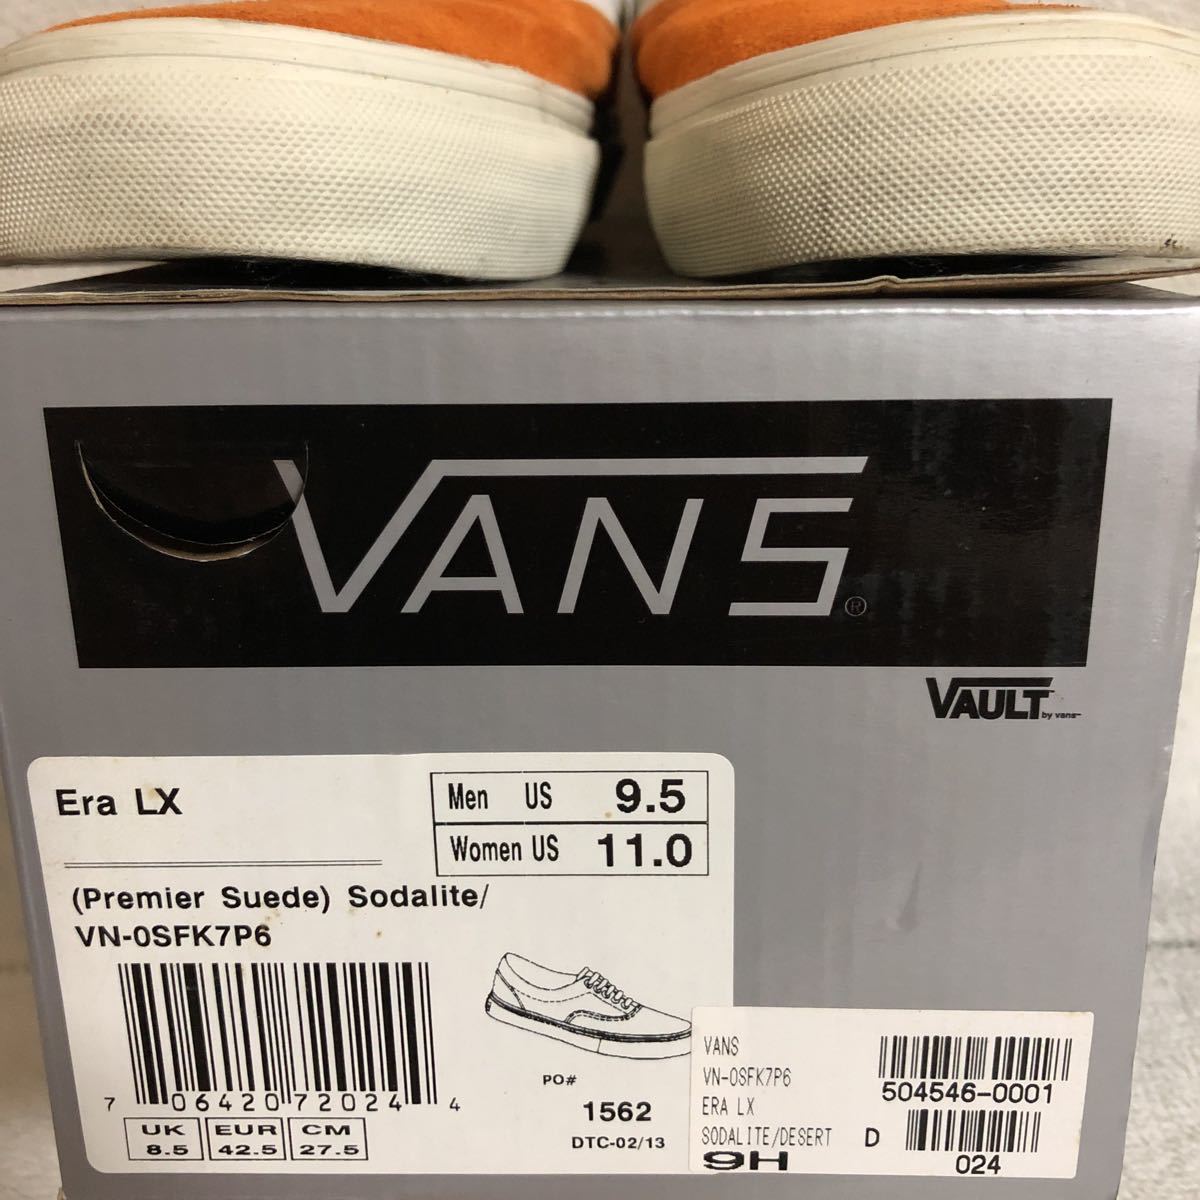 VANS®
VAULT by vans
Era LX
Men US 9.5
Women US 11.0
(Premier Suede) Sodalite/
VN-0SFK7P6
7 06420 72024 4
UK EUR CM
8.5 42.5 27.5
PO#
1562
DTC-02/13
VANS
VN-0SFK7P6
504546-0001
ERA LX
SODALITE/DESERT D
024
9H